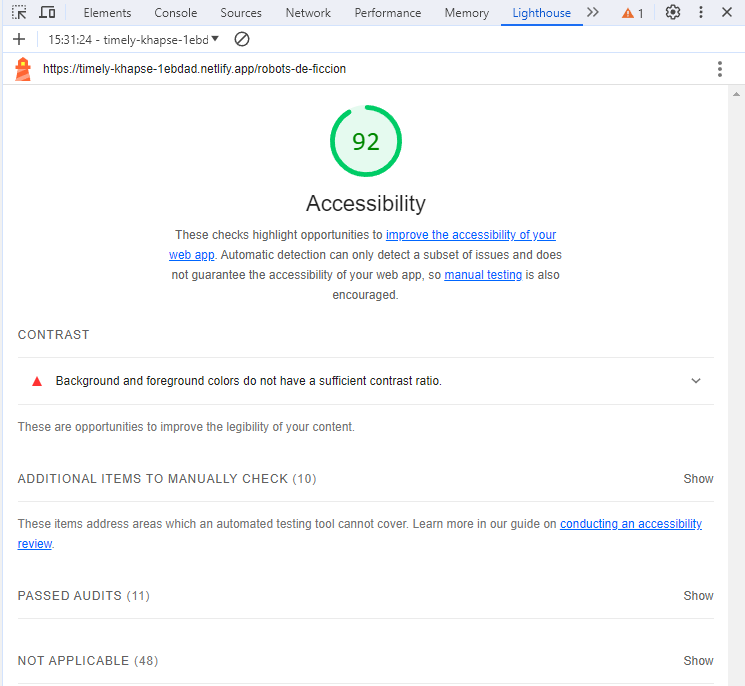 Elements Console Sources Network Performance Memory Lighthouse 1
15:31:24 - timely-khapse-1ebd
https://timely-khapse-1ebdad.netlify.app/robots-de-ficcion
92
Accessibility
These checks highlight opportunities to improve the accessibility of your
web app. Automatic detection can only detect a subset of issues and does
not guarantee the accessibility of your web app, so manual testing is also
encouraged.
CONTRAST
Background and foreground colors do not have a sufficient contrast ratio.
These are opportunities to improve the legibility of your content.
ADDITIONAL ITEMS TO MANUALLY CHECK (10) Show
These items address areas which an automated testing tool cannot cover. Learn more in our guide on conducting an accessibility
review.
PASSED AUDITS (11) Show
NOT APPLICABLE (48) Show